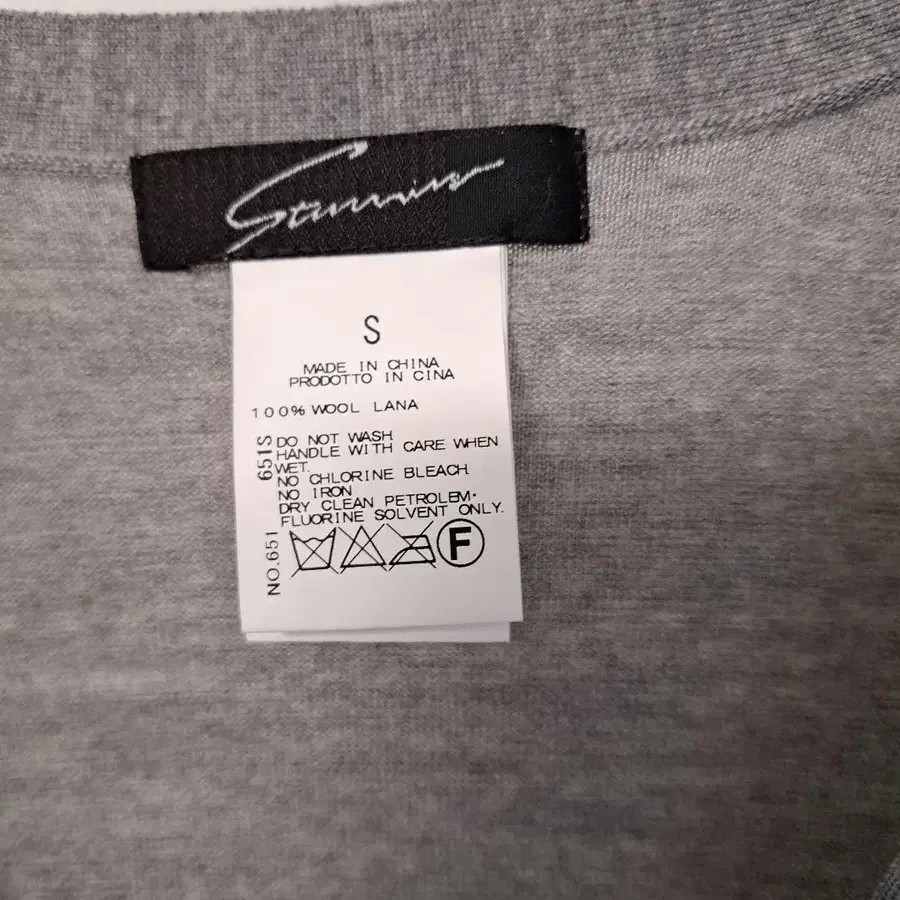 S
MADE IN CHINA
PRODOTTO IN CINA
100% WOOL LANA
651S
DO NOT WASH
HANDLE WITH CARE WHEN
WET.
NO CHLORINE BLEACH
NO IRON
DRY CLEAN PETROLEM·
FLUORINE SOLVENT ONLY.
NO.651
F